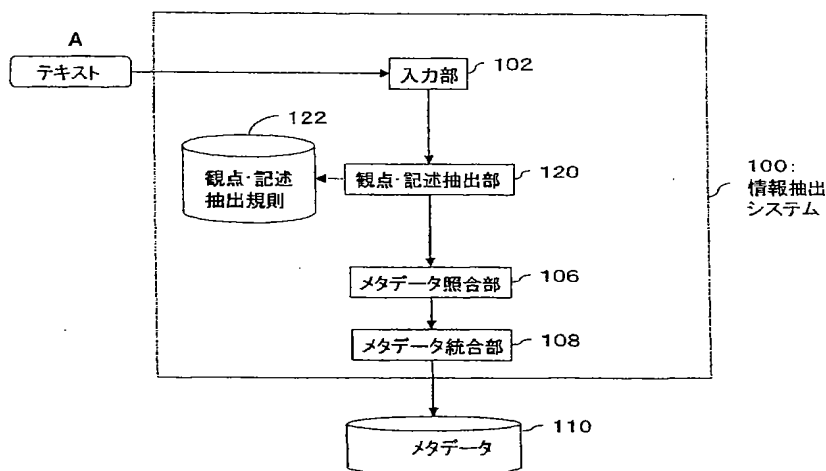 A
テキスト
入力部
102
122
観点・記述
抽出規則
観点・記述抽出部
120
100:
情報抽出
システム
メタデータ照合部
106
メタデータ統合部
108
メタデータ
110